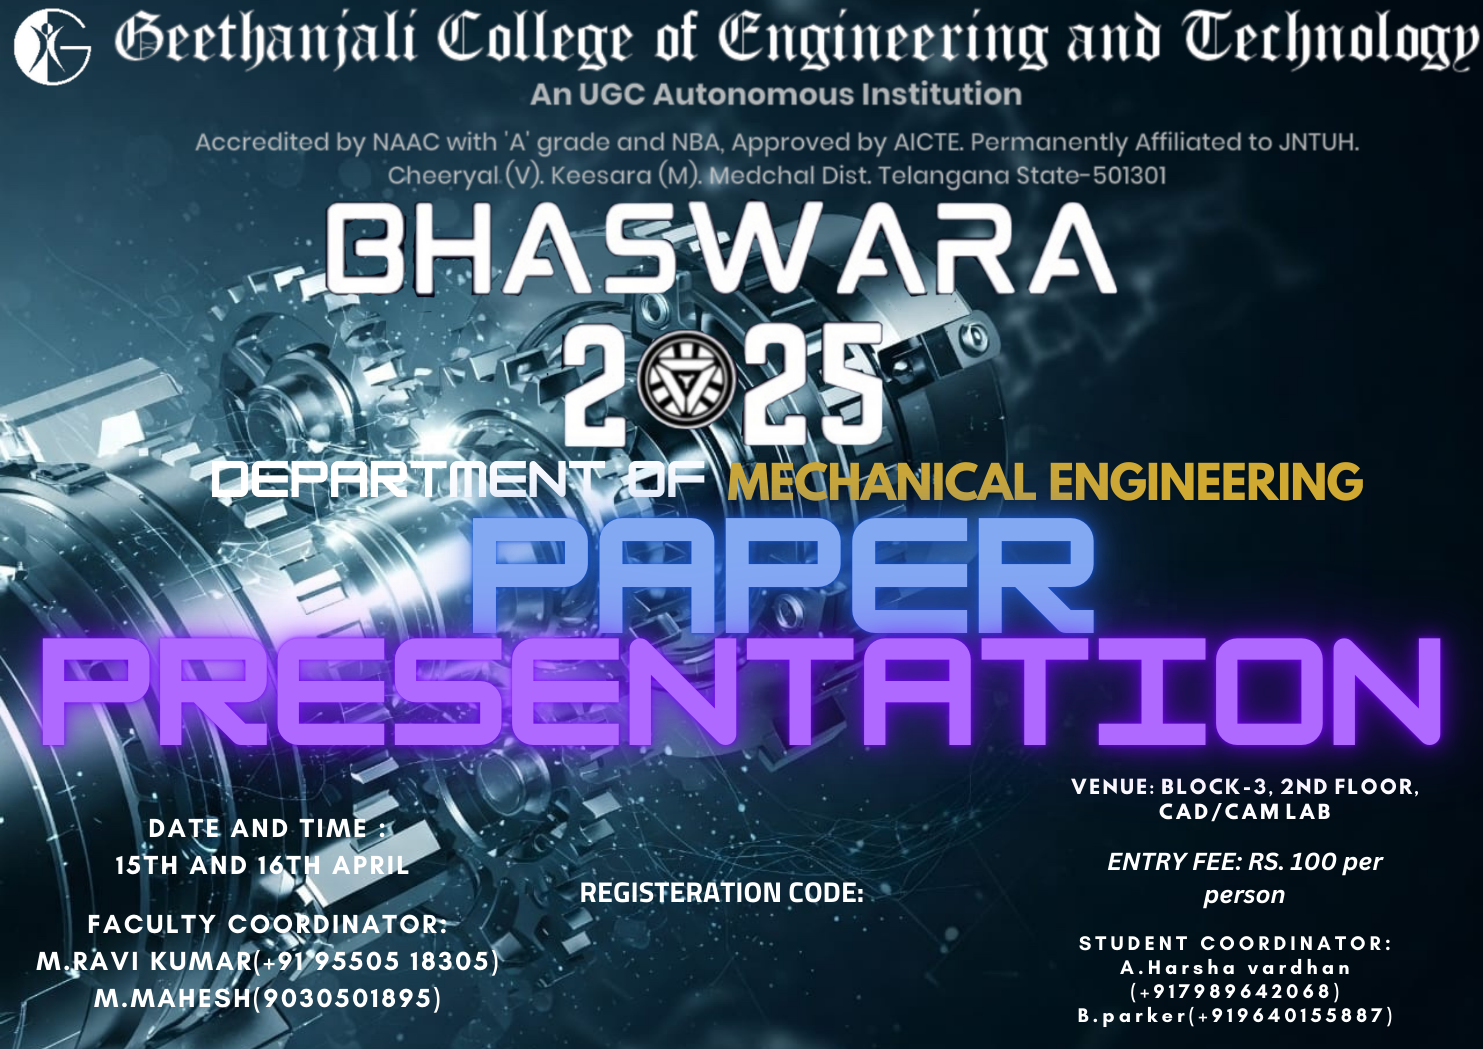 Geethanjali College of Engineering and Technology
An UGC Autonomous Institution
Accredited by NAAC with 'A' grade and NBA, Approved by AICTE. Permanently Affiliated to JNTUH.
Cheeryal (V). Keesara (M). Medchal Dist. Telangana State-501301
BHASWARA
2025
DEPARTMENT OF MECHANICAL ENGINEERING
PAPER
PRESENTATION
DATE AND TIME :
15TH AND 16TH APRIL
FACULTY COORDINATOR:
M.RAVI KUMAR(+91 95505 18305)
M.MAHESH(9030501895)
REGISTERATION CODE:
VENUE: BLOCK-3, 2ND FLOOR,
CAD/CAM LAB
ENTRY FEE: RS. 100 per
person
STUDENT COORDINATOR:
A.Harsha vardhan
(+917989642068)
B.parker(+919640155887)